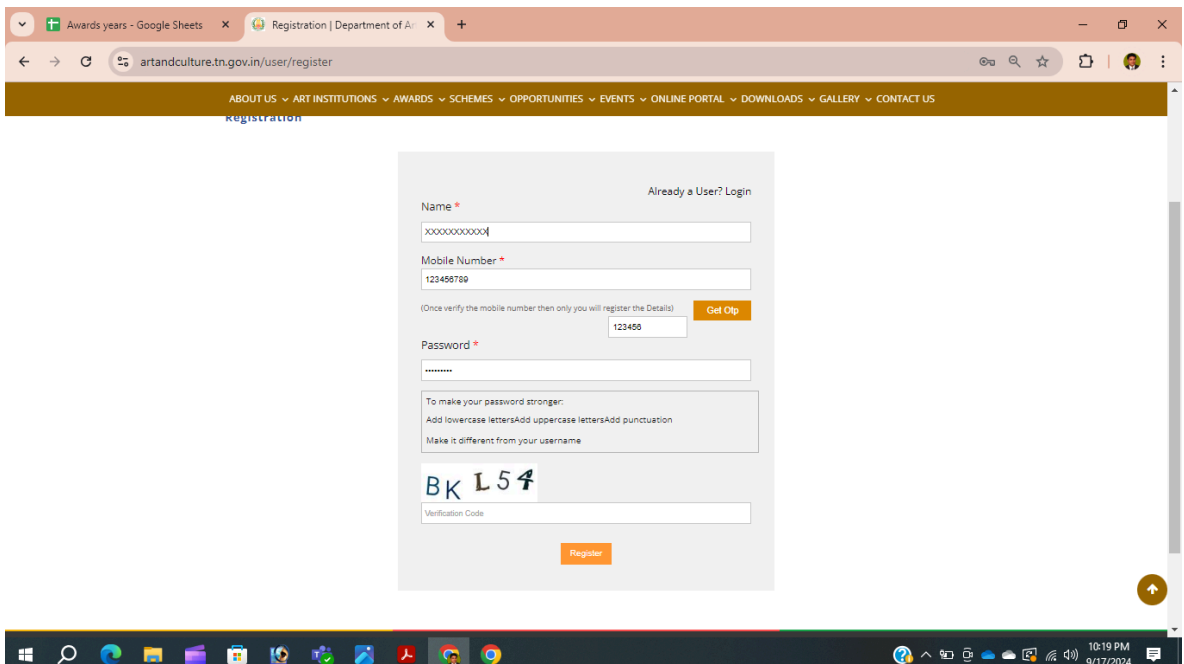 Awards years - Google Sheets
Registration | Department of Ar
artandculture.tn.gov.in/user/register
ABOUT US ART INSTITUTIONS AWARDS SCHEMES OPPORTUNITIES EVENTS ONLINE PORTAL DOWNLOADS GALLERY CONTACT US
Registration
Already a User? Login
Name *
XXXXXXXXXXX
Mobile Number *
123456789
(Once verify the mobile number then only you will register the Details)
Get Otp
123456
Password *
To make your password stronger:
Add lowercase lettersAdd uppercase lettersAdd punctuation
Make it different from your username
BKL54
Verification Code
Register
10:19 PM
9/17/2024